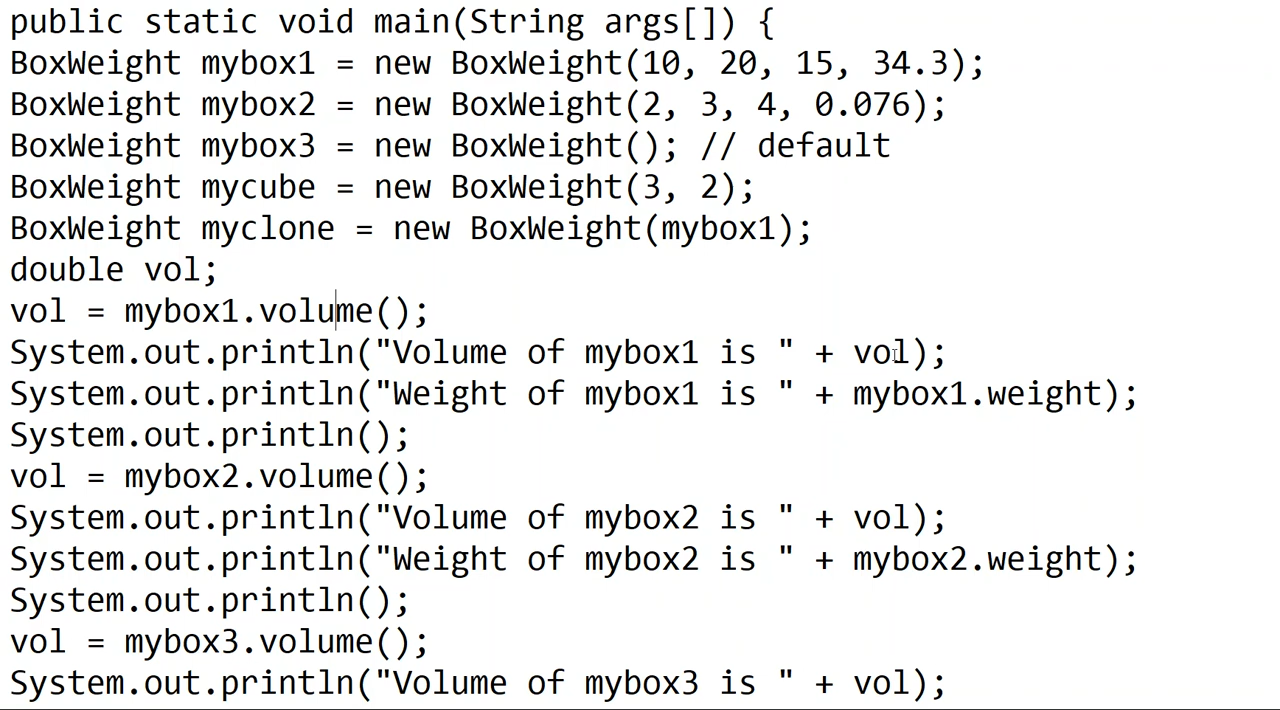 public static void main(String args[]) {
BoxWeight mybox1 = new BoxWeight(10, 20, 15, 34.3);
BoxWeight mybox2 = new BoxWeight(2, 3, 4, 0.076);
BoxWeight mybox3 = new BoxWeight(); // default
BoxWeight mycube = new BoxWeight(3, 2);
BoxWeight myclone = new BoxWeight(mybox1);
double vol;
vol = mybox1.volume();
System.out.println("Volume of mybox1 is " + vol);
System.out.println("Weight of mybox1 is " + mybox1.weight);
System.out.println();
vol = mybox2.volume();
System.out.println("Volume of mybox2 is " + vol);
System.out.println("Weight of mybox2 is " + mybox2.weight);
System.out.println();
vol = mybox3.volume();
System.out.println("Volume of mybox3 is " + vol);